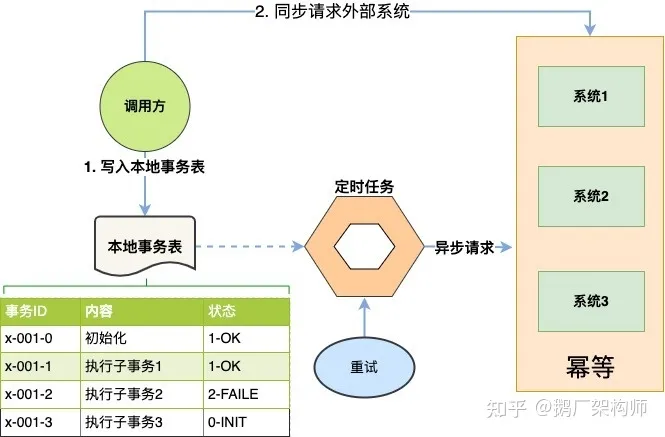 2. 同步请求外部系统
调用方
系统1
1. 写入本地事务表
定时任务
系统2
本地事务表
异步请求
系统3
事务ID 内容 状态
x-001-0 初始化 1-OK
x-001-1 执行子事务1 1-OK
x-001-2 执行子事务2 2-FAILE
x-001-3 执行子事务3 0-INIT
重试
幂等
知乎 @鹅厂架构师